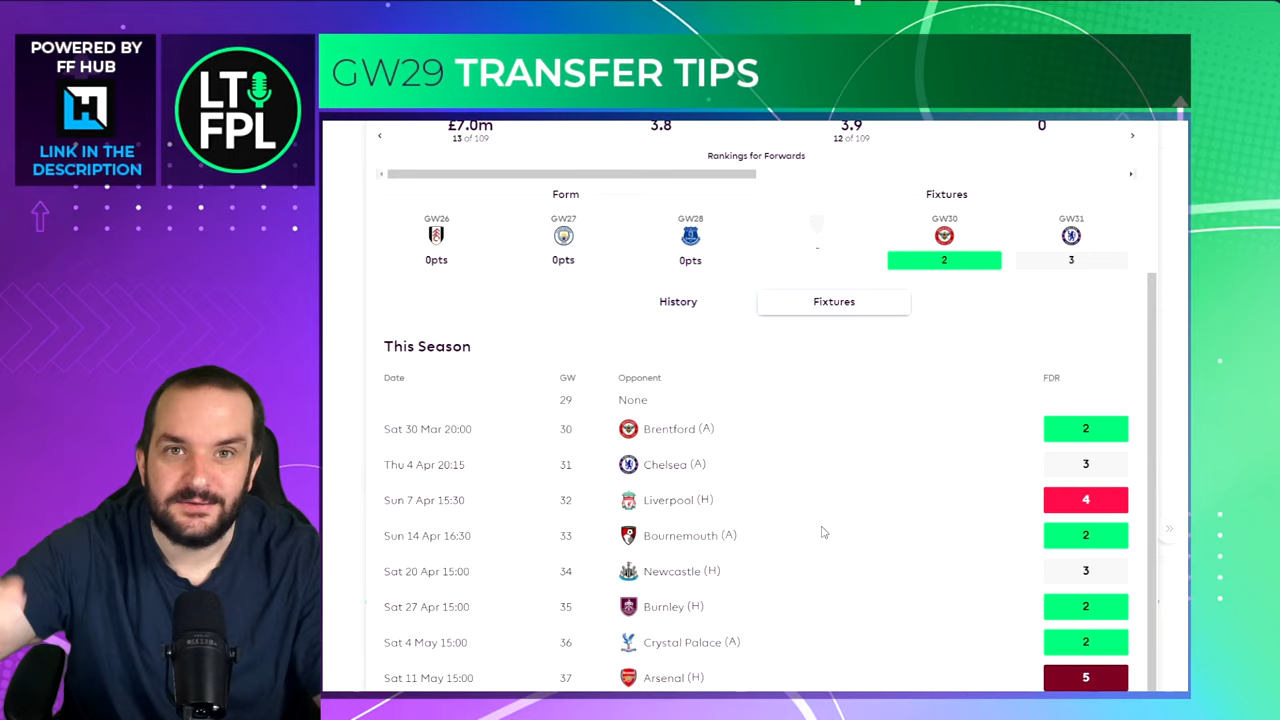 POWERED BY
FF HUB
LINK IN THE
DESCRIPTION
LT
FPL
GW29 TRANSFER TIPS
£7.0m 3.8 3.9 0
13 of 109 12 of 109
Rankings for Forwards
Form Fixtures
GW26 GW27 GW28 GW30 GW31
-
0pts 0pts 0pts 2 3
History Fixtures
This Season
Date GW Opponent FDR
29 None
Sat 30 Mar 20:00 30 Brentford (A) 2
Thu 4 Apr 20:15 31 Chelsea (A) 3
Sun 7 Apr 15:30 32 Liverpool (H) 4
Sun 14 Apr 16:30 33 Bournemouth (A) 2
Sat 20 Apr 15:00 34 Newcastle (H) 3
Sat 27 Apr 15:00 35 Burnley (H) 2
Sat 4 May 15:00 36 Crystal Palace (A) 2
Sat 11 May 15:00 37 Arsenal (H) 5